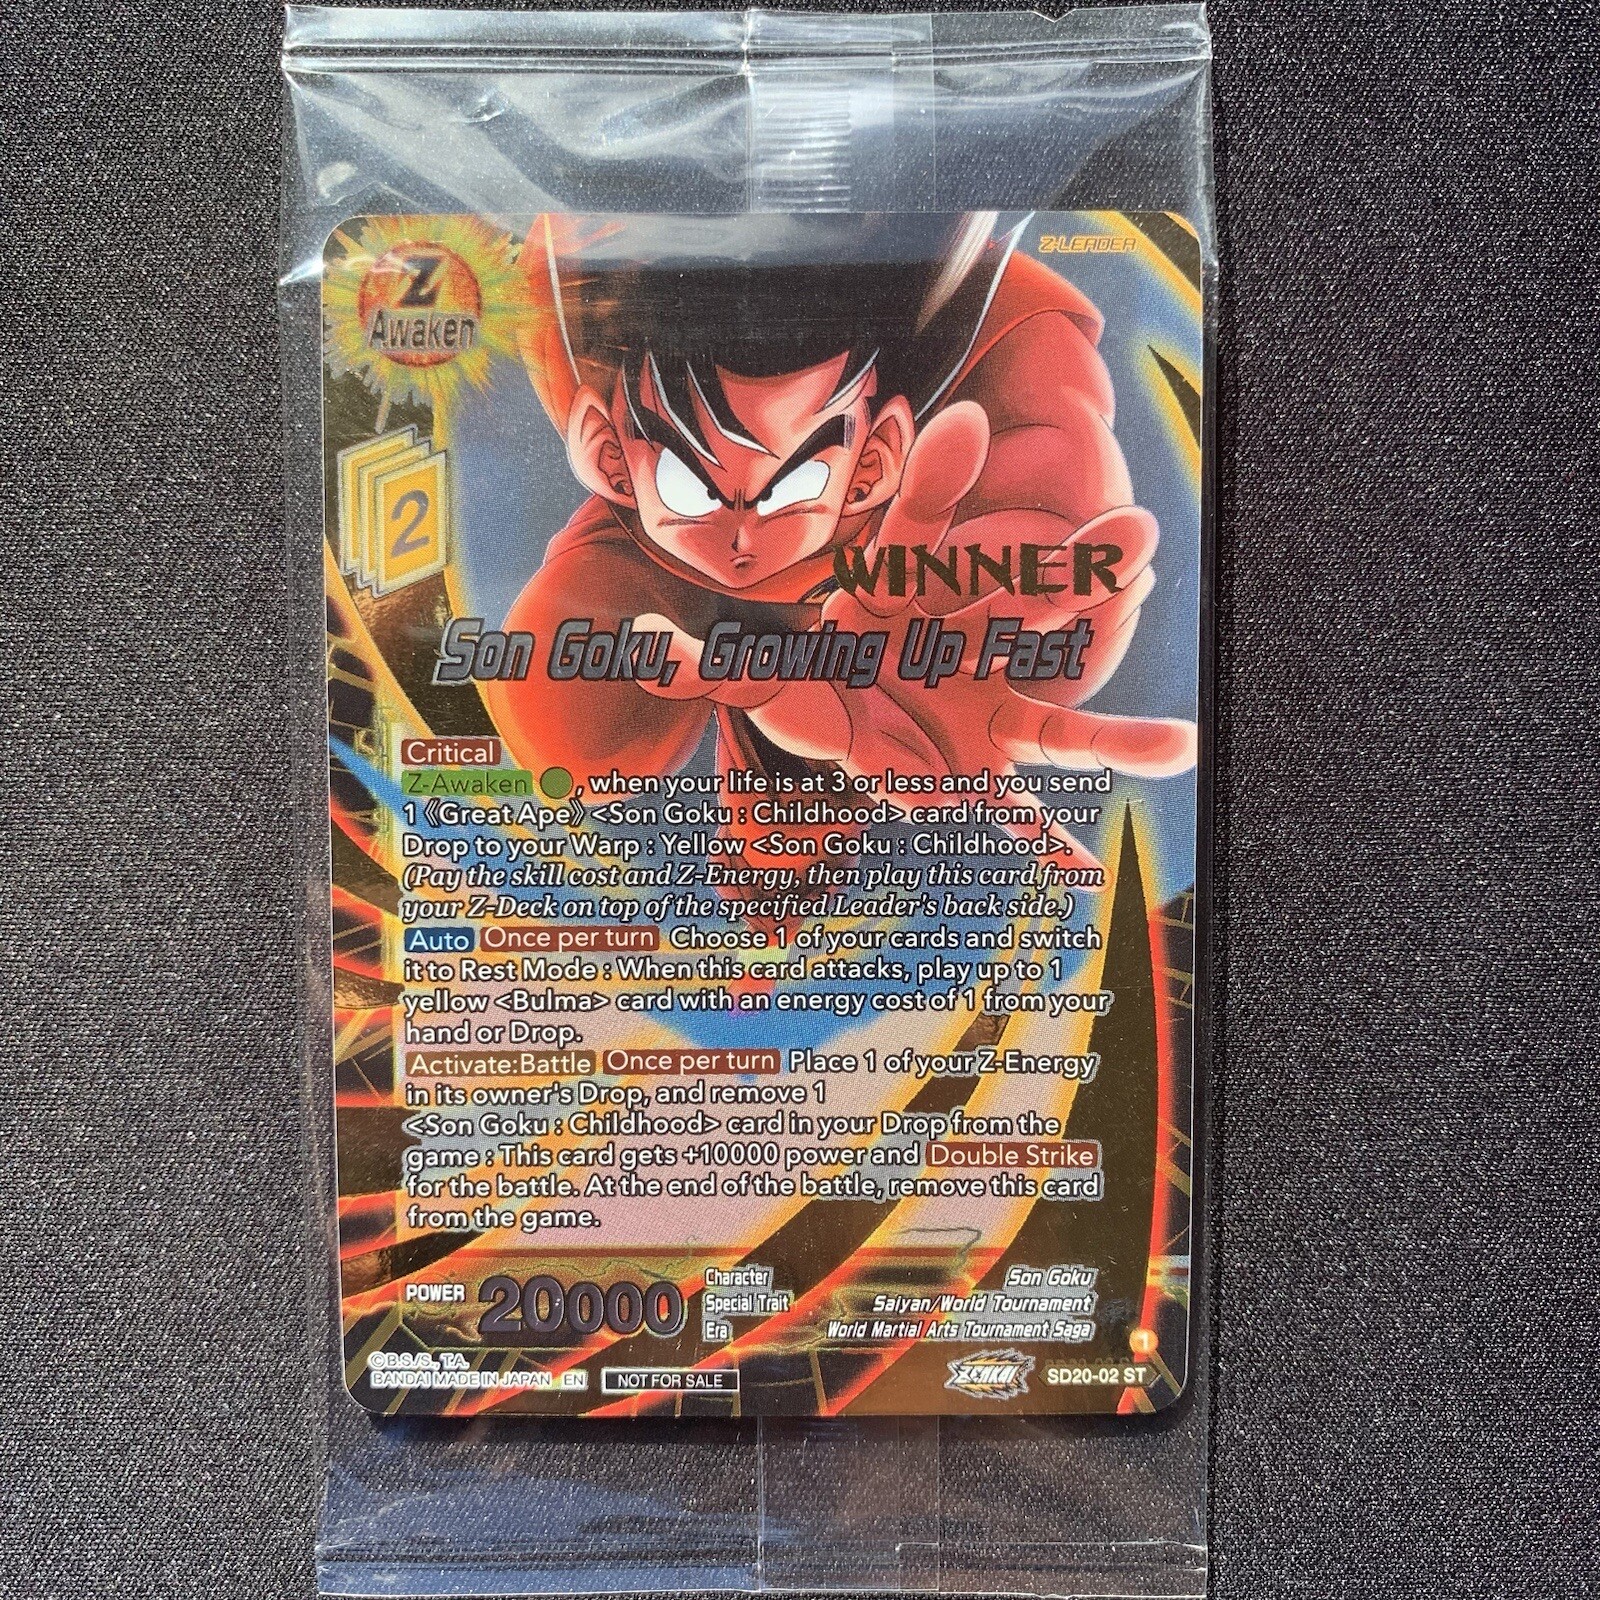 Z-LEADER
Z
Awaken
2
WINNER
Son Goku, Growing Up Fast
Critical
Z-Awaken , when your life is at 3 or less and you send
1 《Great Ape》 <Son Goku : Childhood> card from your
Drop to your Warp : Yellow <Son Goku : Childhood>.
(Pay the skill cost and Z-Energy, then play this card from
your Z-Deck on top of the specified Leader's back side.)
Auto Once per turn Choose 1 of your cards and switch
it to Rest Mode : When this card attacks, play up to 1
yellow <Bulma> card with an energy cost of 1 from your
hand or Drop.
Activate:Battle Once per turn Place 1 of your Z-Energy
in its owner's Drop, and remove 1
<Son Goku : Childhood> card in your Drop from the
game : This card gets +10000 power and Double Strike
for the battle. At the end of the battle, remove this card
from the game.
POWER 20000
Character Son Goku
Special Trait Saiyan/World Tournament
Era World Martial Arts Tournament Saga
1
©B.S./S., T.A.
BANDAI MADE IN JAPAN EN NOT FOR SALE ZENKAI SD20-02 ST